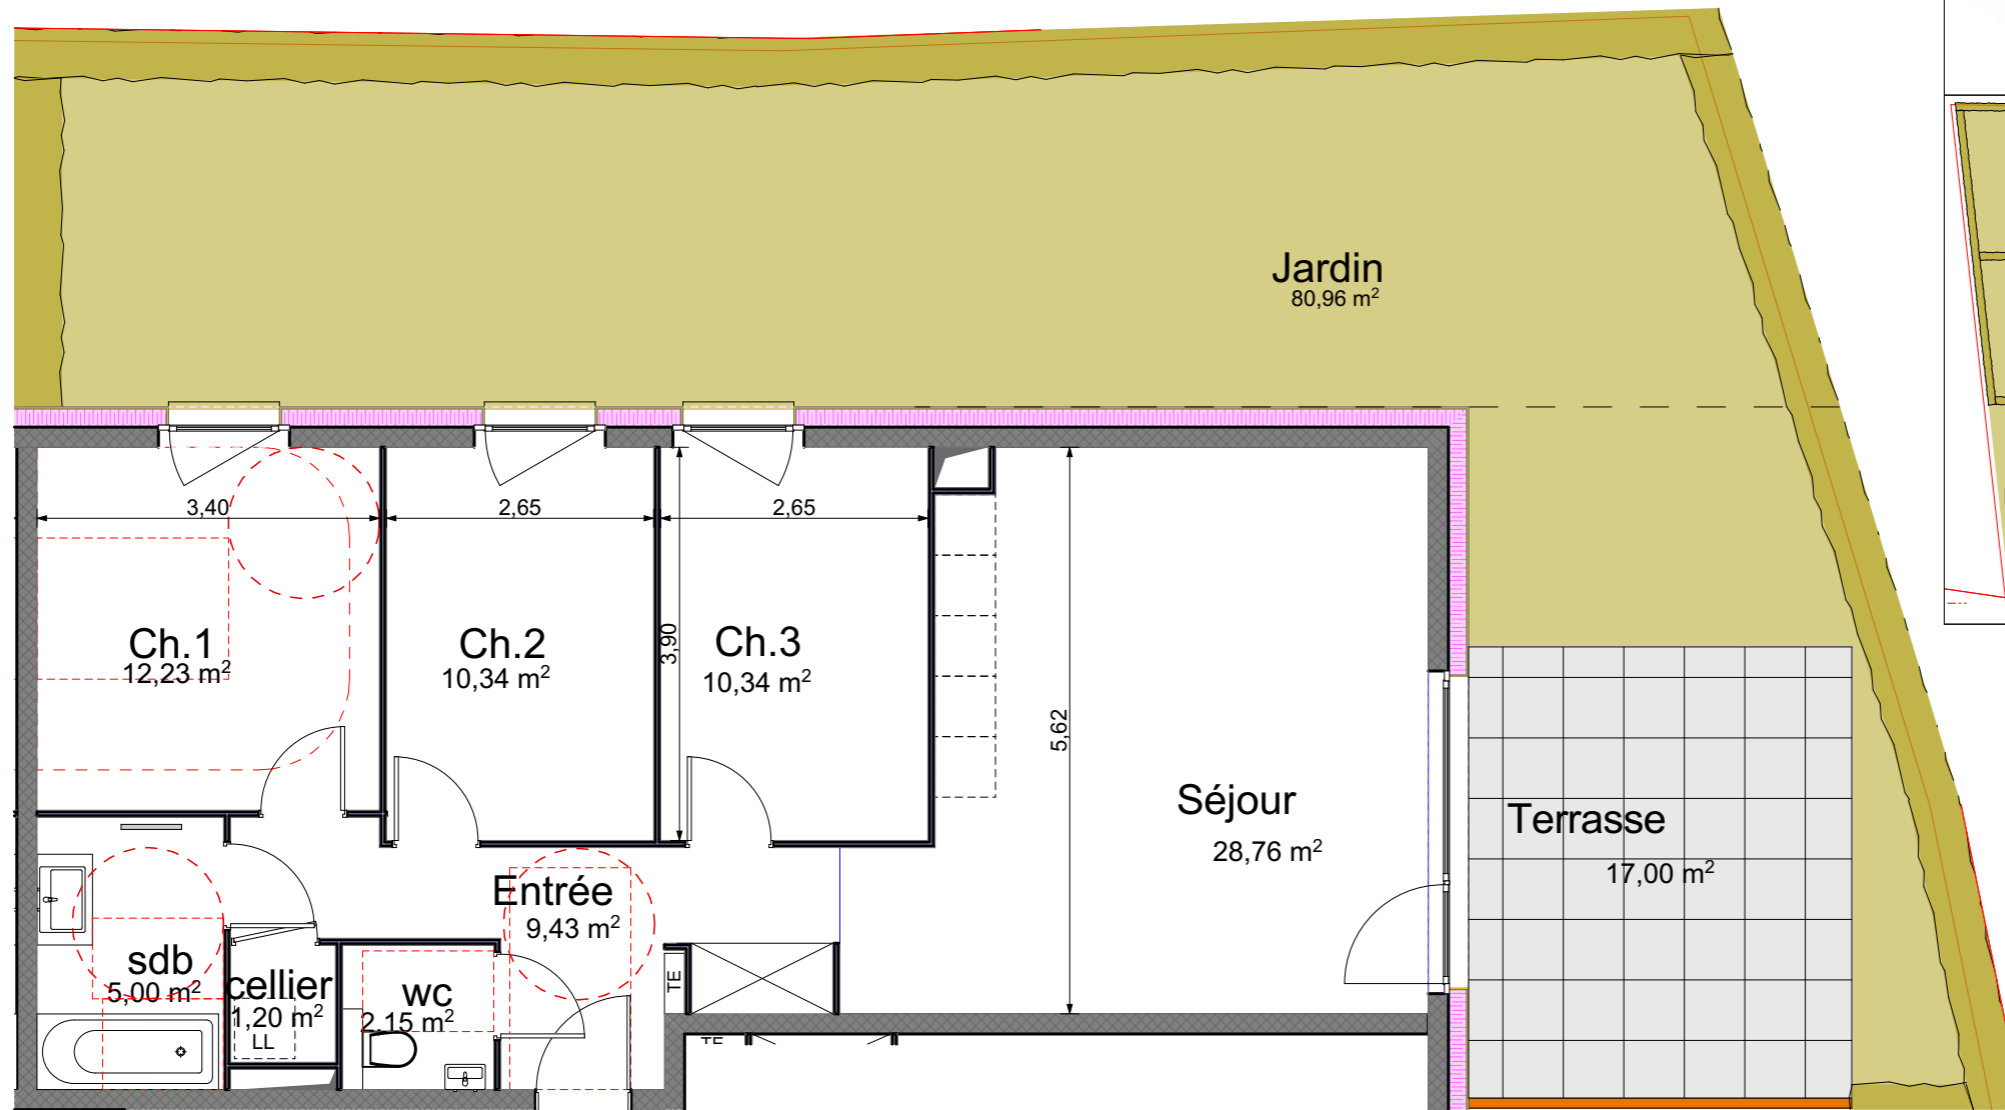 Jardin
80,96 m²
3,40
2,65
2,65
Ch.1
12,23 m²
Ch.2
10,34 m²
3,90
Ch.3
10,34 m²
5,62
Séjour
28,76 m²
Terrasse
17,00 m²
Entrée
9,43 m²
sdb
5,00 m²
cellier
1,20 m²
LL
wc
2,15 m²
TE
TE